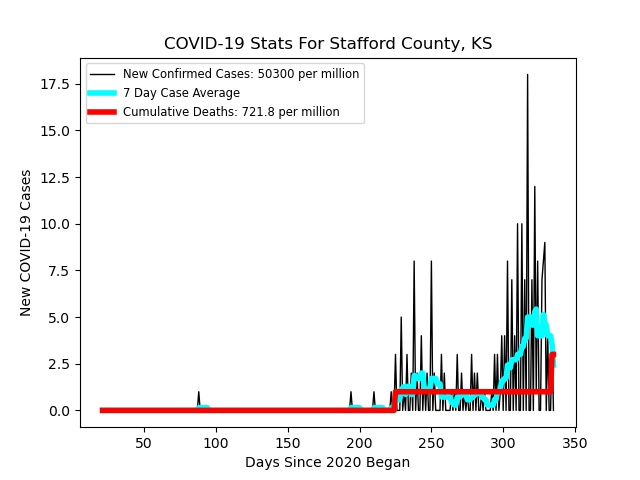 COVID-19 Stats For Stafford County, KS
New Confirmed Cases: 50300 per million
7 Day Case Average
Cumulative Deaths: 721.8 per million
New COVID-19 Cases
17.5
15.0
12.5
10.0
7.5
5.0
2.5
0.0
50 100 150 200 250 300 350
Days Since 2020 Began